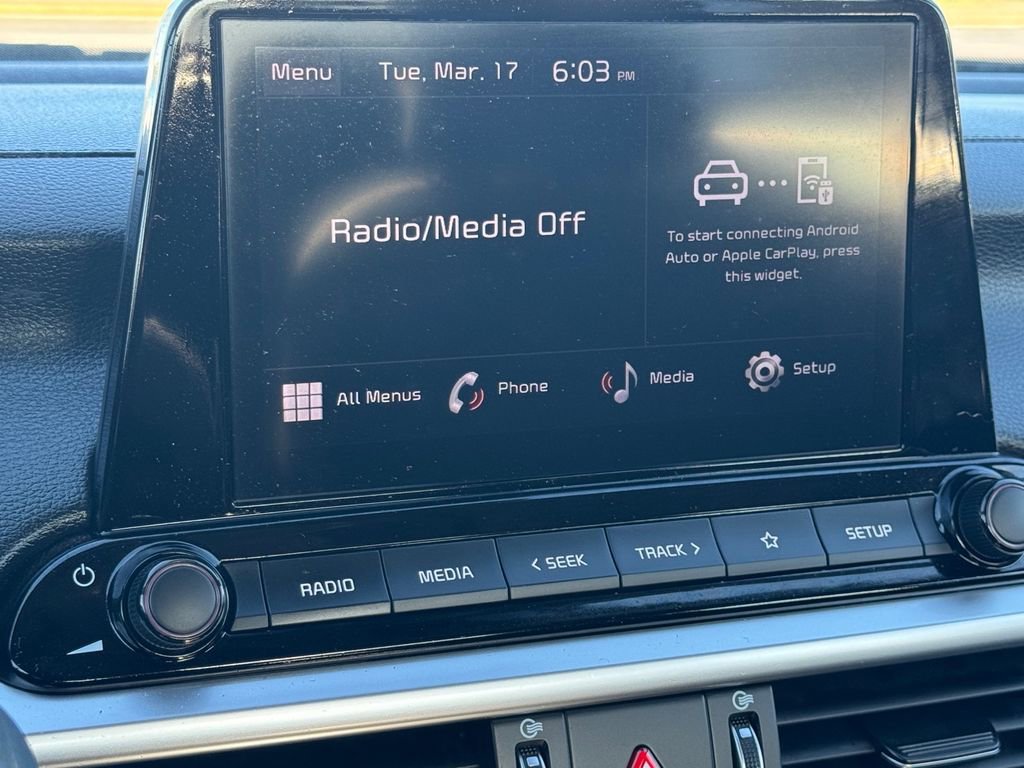 Menu Tue, Mar. 17 6:03 PM
Radio/Media Off
To start connecting Android
Auto or Apple CarPlay, press
this widget.
All Menus Phone Media Setup
RADIO MEDIA < SEEK TRACK > SETUP